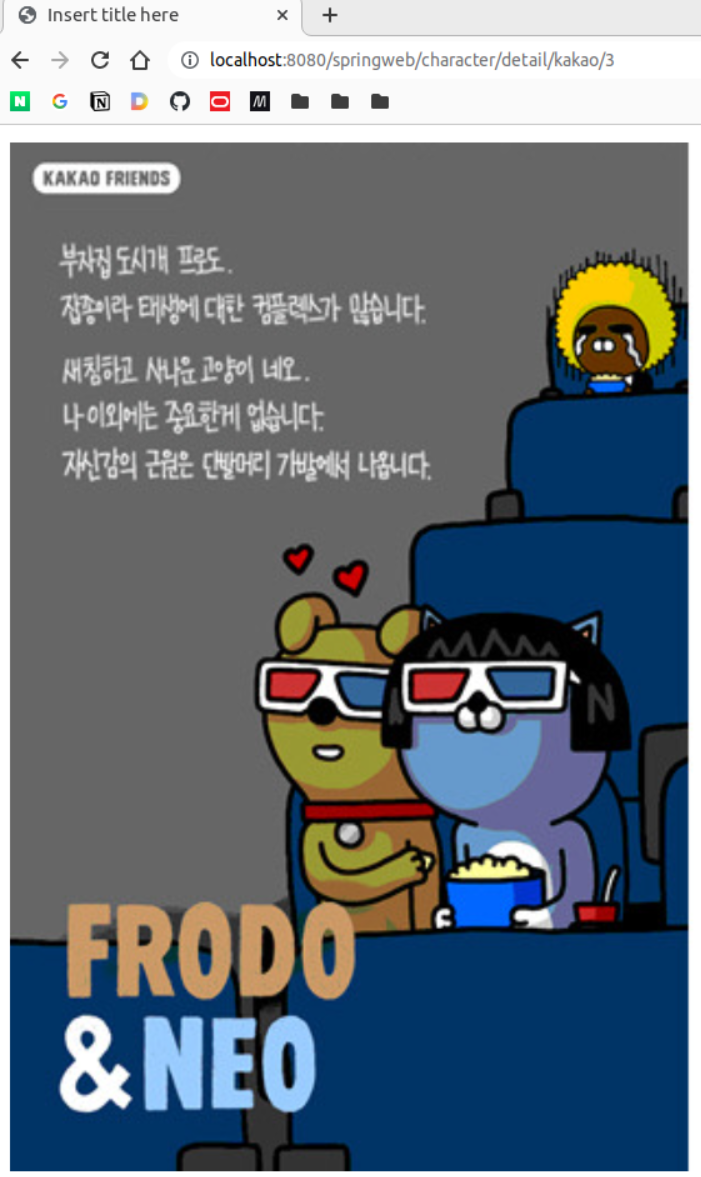 Insert title here
localhost:8080/springweb/character/detail/kakao/3
KAKAO FRIENDS
부자집 도시개 프로도.
잡종이라 태생에 대한 컴플렉스가 많습니다.
새침하고 사나운 고양이 네오.
나 이외에는 중요한게 없습니다.
자신감의 근원은 단발머리 가발에서 나옵니다.
N
FRODO
&NEO